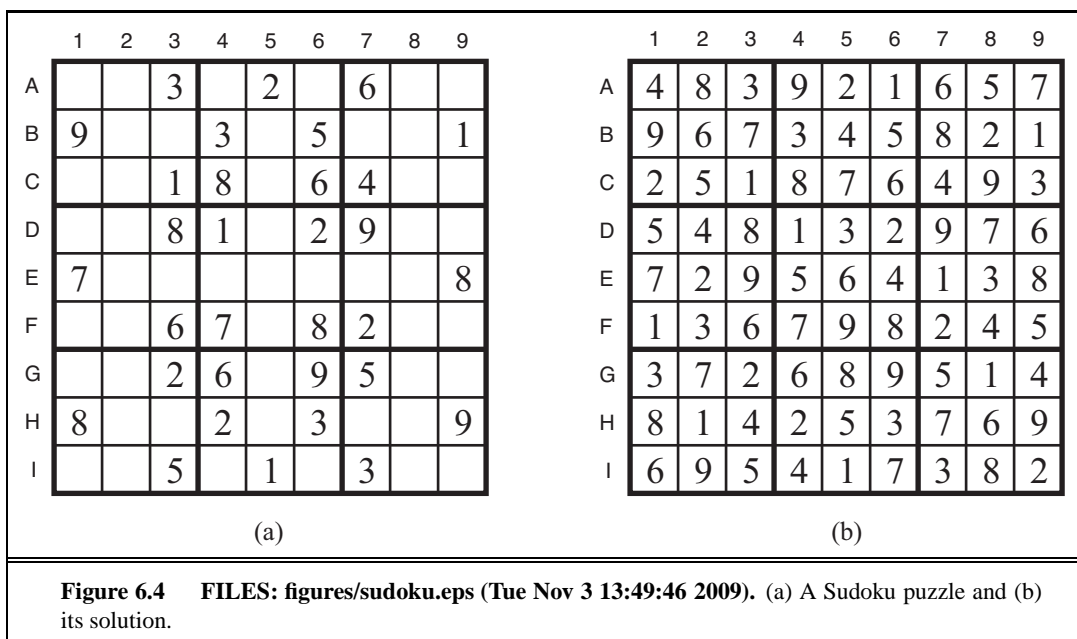 1 2 3 4 5 6 7 8 9
A 3 2 6
B 9 3 5 1
C 1 8 6 4
D 8 1 2 9
E 7 8
F 6 7 8 2
G 2 6 9 5
H 8 2 3 9
I 5 1 3
(a)
1 2 3 4 5 6 7 8 9
A 4 8 3 9 2 1 6 5 7
B 9 6 7 3 4 5 8 2 1
C 2 5 1 8 7 6 4 9 3
D 5 4 8 1 3 2 9 7 6
E 7 2 9 5 6 4 1 3 8
F 1 3 6 7 9 8 2 4 5
G 3 7 2 6 8 9 5 1 4
H 8 1 4 2 5 3 7 6 9
I 6 9 5 4 1 7 3 8 2
(b)
Figure 6.4 FILES: figures/sudoku.eps (Tue Nov 3 13:49:46 2009). (a) A Sudoku puzzle and (b)
its solution.